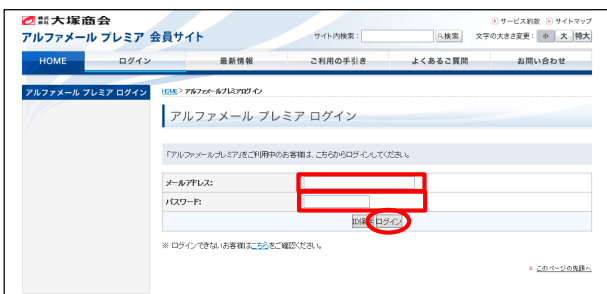 株式会社 大塚商会
サービス約款 サイトマップ
アルファメール プレミア 会員サイト
サイト内検索： 検索 文字の大きさ変更： 小 大 特大
HOME ログイン 最新情報 ご利用の手引き よくあるご質問 お問い合わせ
アルファメール プレミア ログイン
HOME > アルファメールプレミアログイン
アルファメール プレミア ログイン
「アルファメールプレミア」をご利用中のお客様は、こちらからログインしてください。
メールアドレス：
パスワード：
ログイン
※ ログインできないお客様はこちらをご確認ください。
このページの先頭へ